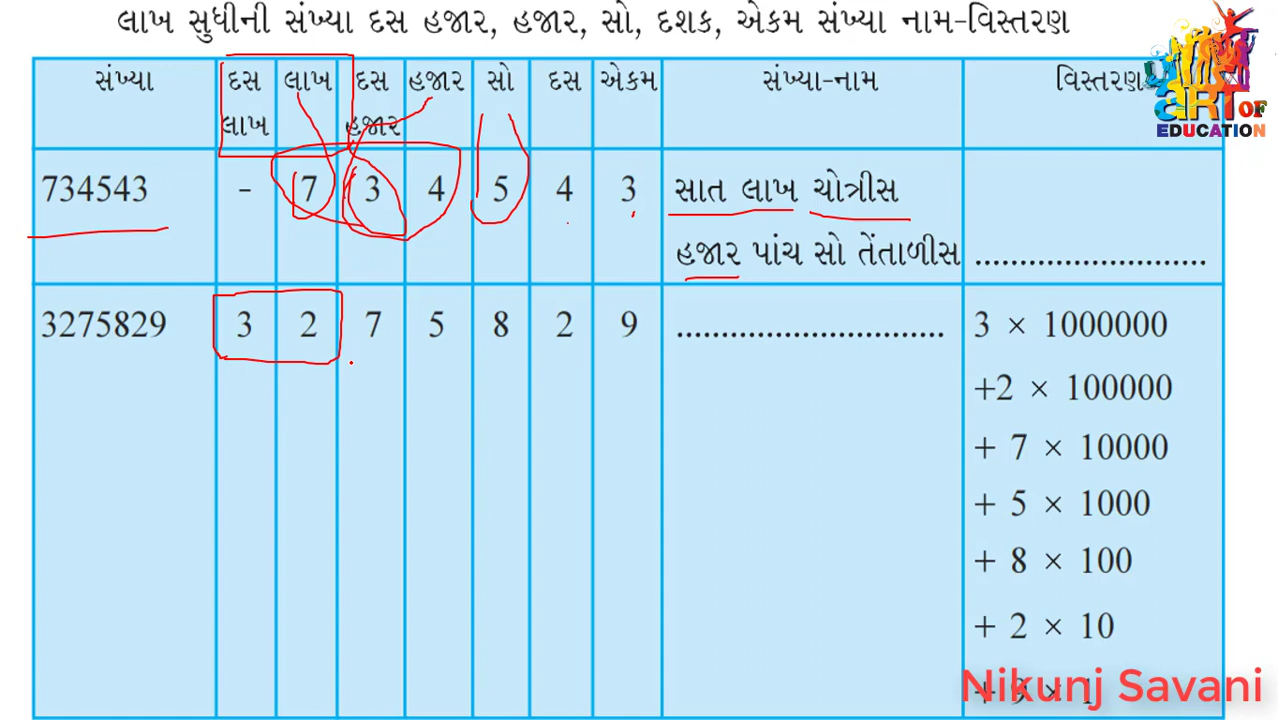 લાખ સુધીની સંખ્યા દસ હજાર, હજાર, સો, દશક, એકમ સંખ્યા નામ-વિસ્તરણ
સંખ્યા દસ લાખ લાખ દસ હજાર હજાર સો દસ એકમ સંખ્યા-નામ વિસ્તરણ
ART OF
EDUCATION
734543 - 7 3 4 5 4 3 સાત લાખ ચોત્રીસ
હજાર પાંચ સો તેંતાળીસ ..........................
3275829 3 2 7 5 8 2 9 .............................. 3 × 1000000
+2 × 100000
+ 7 × 10000
+ 5 × 1000
+ 8 × 100
+ 2 × 10
+ 9 × 1
Nikunj Savani